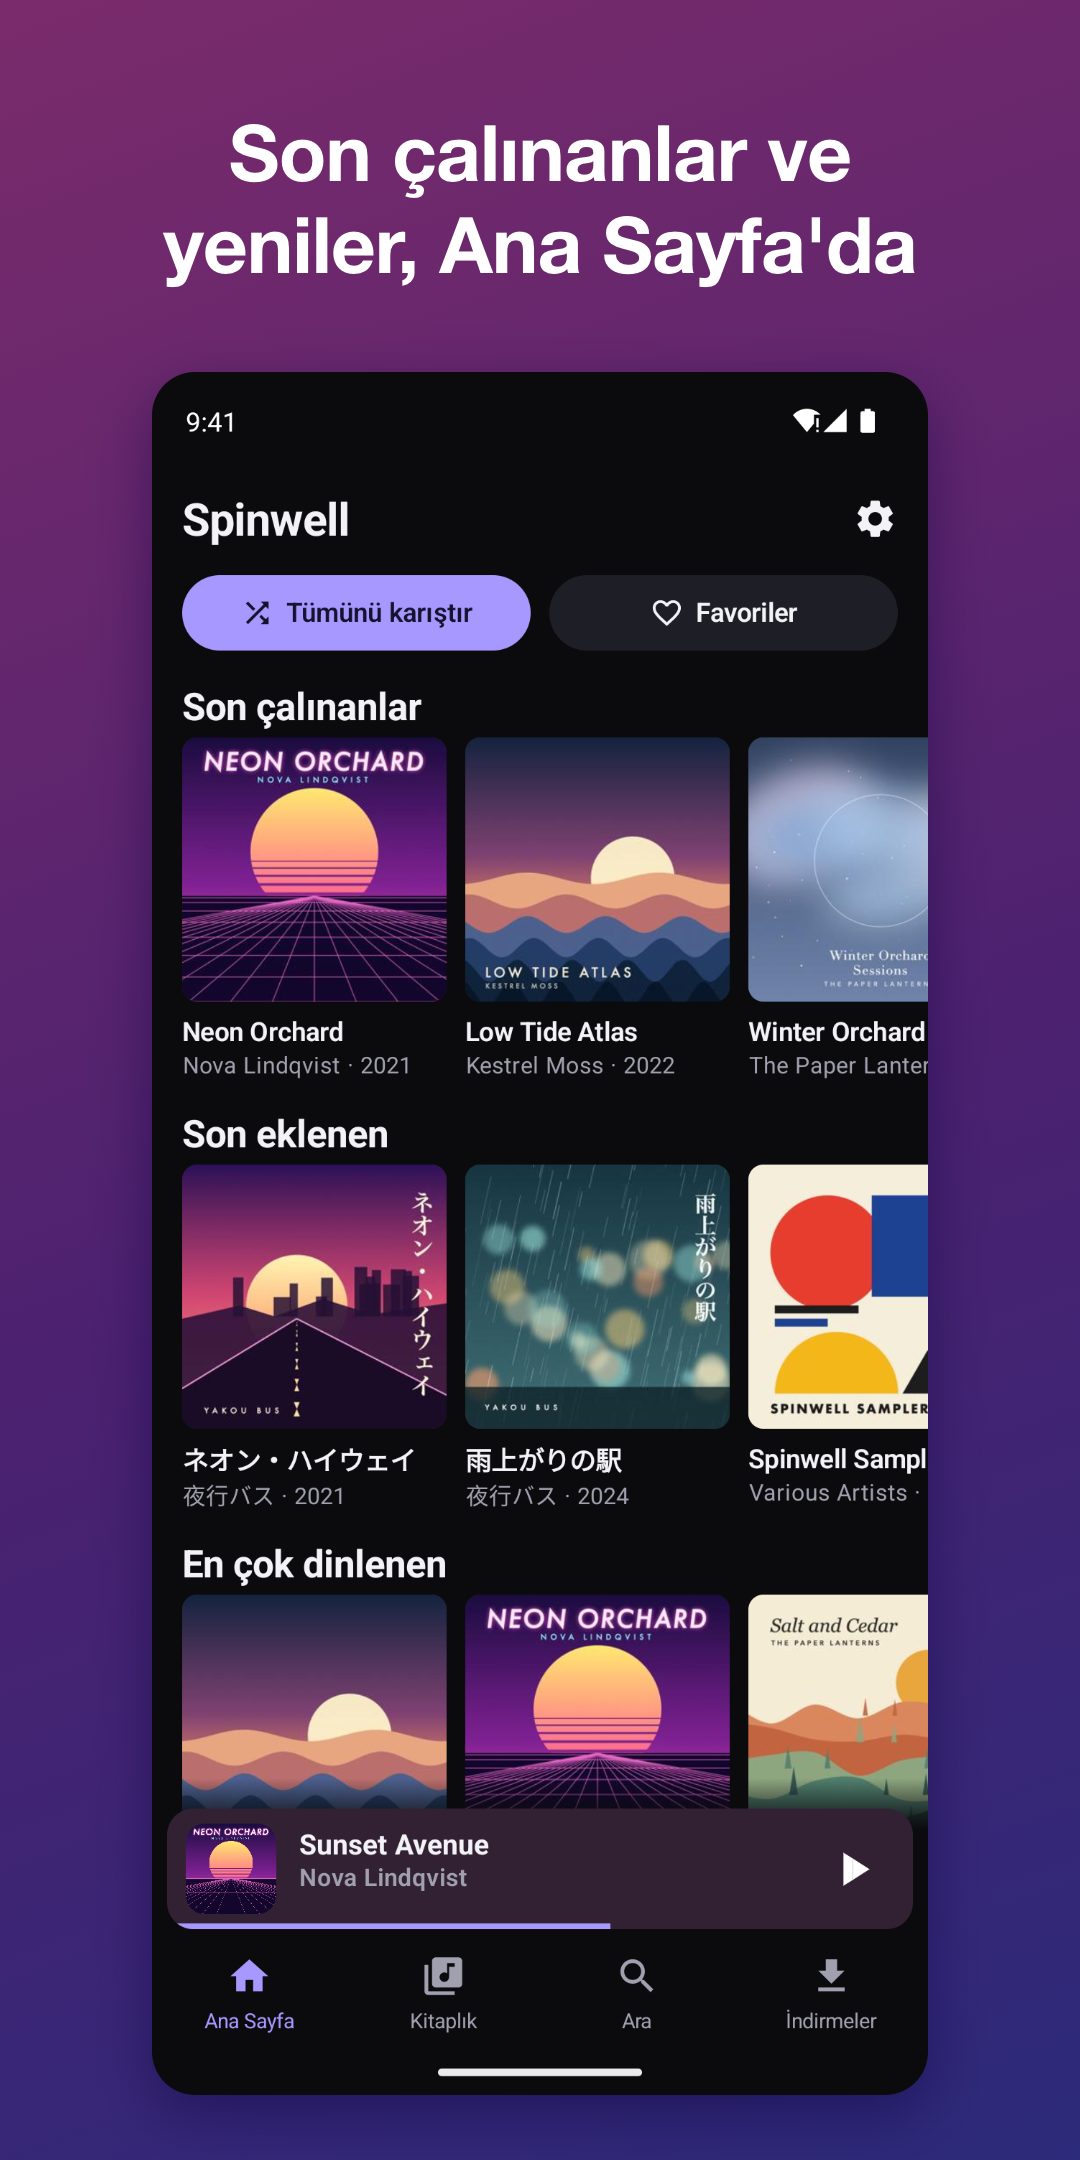 Son çalınanlar ve
yeniler, Ana Sayfa'da
9:41
Spinwell
Tümünü karıştır
Favoriler
Son çalınanlar
NEON ORCHARD
NOVA LINDQVIST
LOW TIDE ATLAS
KESTREL MOSS
Winter Orchard
Sessions
THE PAPER LANTERN
Neon Orchard
Nova Lindqvist · 2021
Low Tide Atlas
Kestrel Moss · 2022
Winter Orchard
The Paper Lanter
Son eklenen
ネオン・ハイウェイ
YAKOU BUS
雨上がりの駅
YAKOU BUS
SPINWELL SAMPLER
ネオン・ハイウェイ
夜行バス · 2021
雨上がりの駅
夜行バス · 2024
Spinwell Sampl
Various Artists ·
En çok dinlenen
NEON ORCHARD
NOVA LINDQVIST
Salt and Cedar
THE PAPER LANTERNS
NEON ORCHARD
Sunset Avenue
Nova Lindqvist
Ana Sayfa
Kitaplık
Ara
İndirmeler